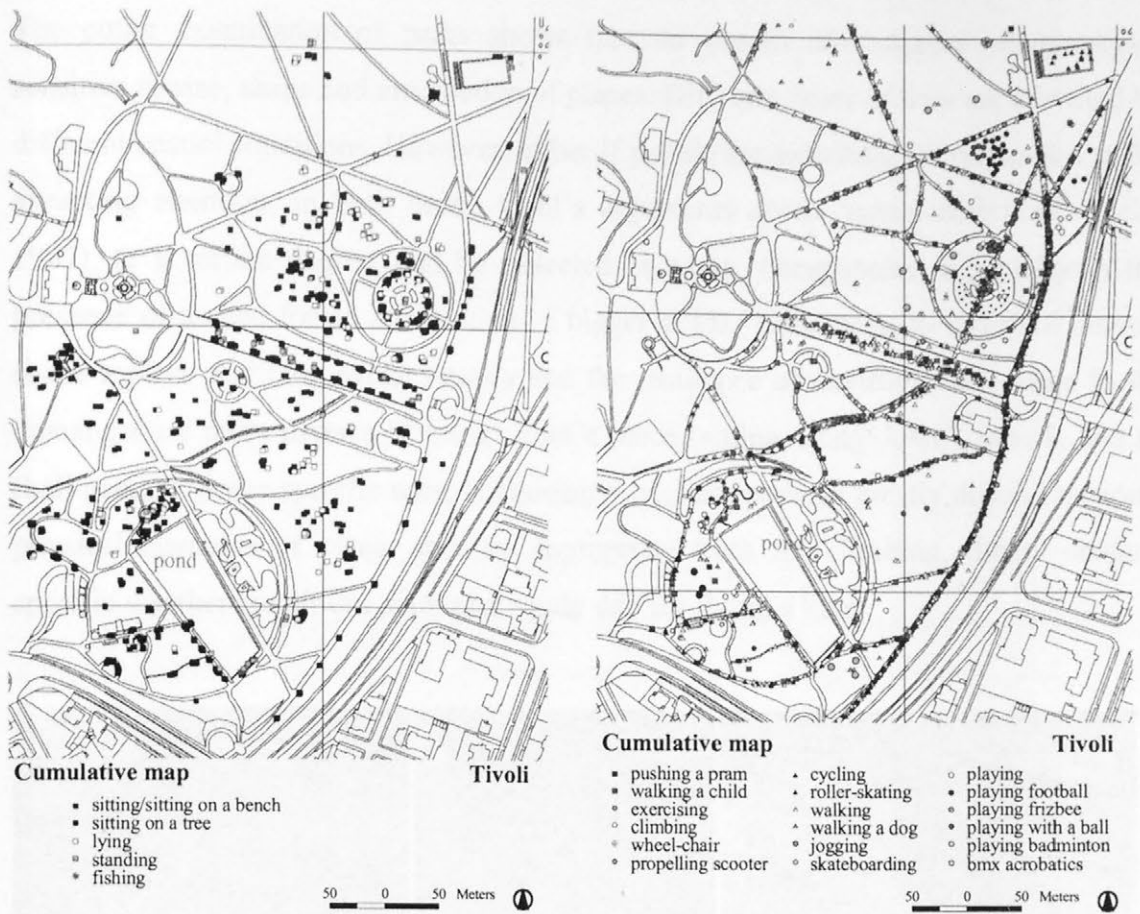 pond
Cumulative map Tivoli
sitting/sitting on a bench
sitting on a tree
lying
standing
fishing
50 0 50 Meters
pond
Cumulative map Tivoli
pushing a pram
walking a child
exercising
climbing
wheel-chair
propelling scooter
cycling
roller-skating
walking
walking a dog
jogging
skateboarding
playing
playing football
playing frizbee
playing with a ball
playing badminton
bmx acrobatics
50 0 50 Meters